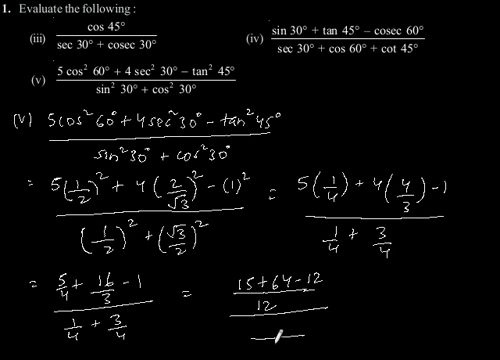 1. Evaluate the following :
(iii) cos 45° / (sec 30° + cosec 30°) (iv) (sin 30° + tan 45° – cosec 60°) / (sec 30° + cos 60° + cot 45°)
(v) (5 cos² 60° + 4 sec² 30° – tan² 45°) / (sin² 30° + cos² 30°)
(v) (5cos²60° + 4sec²30° - tan²45°) / (sin²30° + cos²30°)
= (5(1/2)² + 4(2/√3)² - (1)²) / ((1/2)² + (√3/2)²) = (5(1/4) + 4(4/3) - 1) / (1/4 + 3/4)
= (5/4 + 16/3 - 1) / (1/4 + 3/4) = ((15+64-12)/12) /